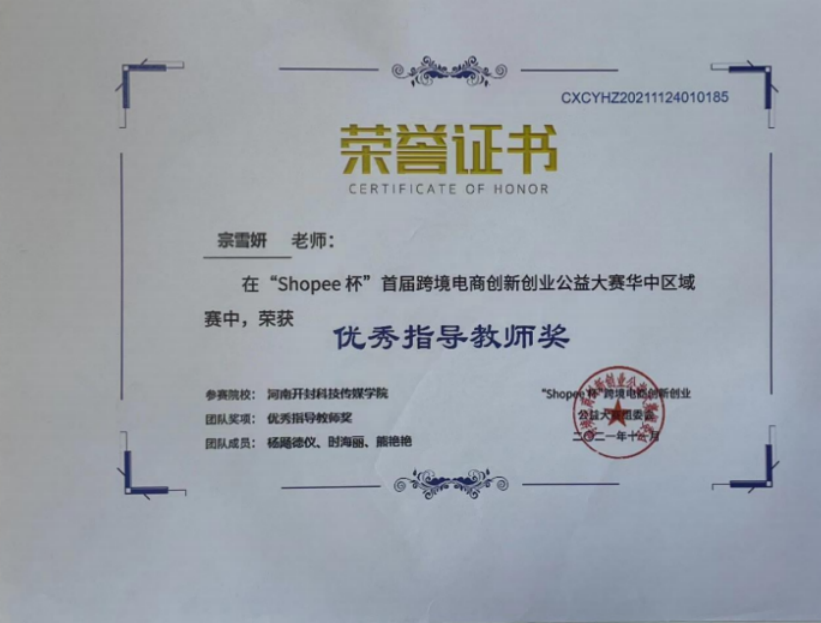 CXCYHZ20211124010185
荣誉证书
CERTIFICATE OF HONOR
宗雪妍 老师：
在“Shopee 杯”首届跨境电商创新创业公益大赛华中区域
赛中，荣获
优秀指导教师奖
参赛院校： 河南开封科技传媒学院
团队奖项： 优秀指导教师奖
团队成员： 杨飏德仪、时海丽、熊艳艳
“Shopee 杯”跨境电商创新创业
公益大赛组委会
二〇二一年十一月